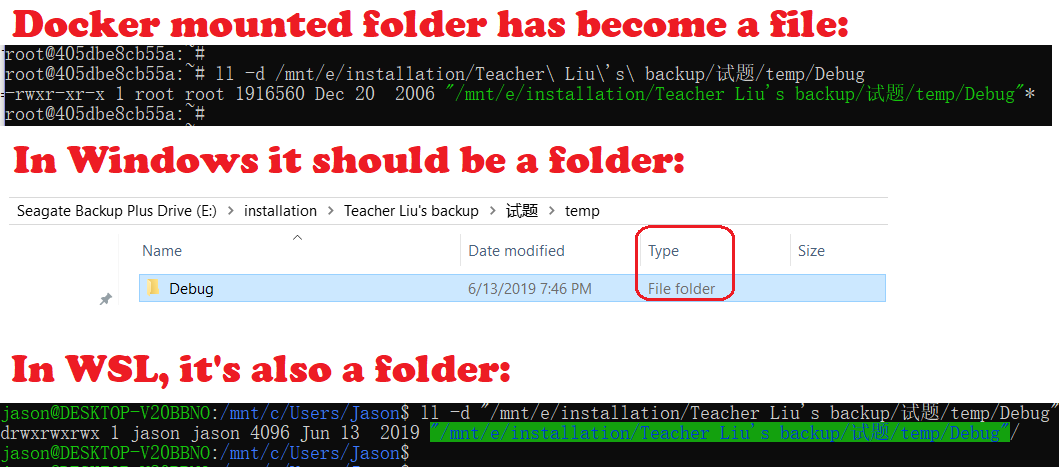 Docker mounted folder has become a file:
root@405dbe8cb55a:~#
root@405dbe8cb55a:~# ll -d /mnt/e/installation/Teacher\ Liu\'s\ backup/试题/temp/Debug
-rwxr-xr-x 1 root root 1916560 Dec 20  2006 "/mnt/e/installation/Teacher Liu's backup/试题/temp/Debug"*
root@405dbe8cb55a:~#
In Windows it should be a folder:
Seagate Backup Plus Drive (E:) > installation > Teacher Liu's backup > 试题 > temp
Name Date modified Type Size
Debug 6/13/2019 7:46 PM File folder
In WSL, it's also a folder:
jason@DESKTOP-V20BBNO:/mnt/c/Users/Jason$ ll -d "/mnt/e/installation/Teacher Liu's backup/试题/temp/Debug"
drwxrwxrwx 1 jason jason 4096 Jun 13  2019 "/mnt/e/installation/Teacher Liu's backup/试题/temp/Debug"/
jason@DESKTOP-V20BBNO:/mnt/c/Users/Jason$
jason@DESKTOP-V20BBNO:/mnt/c/Users/Jason$